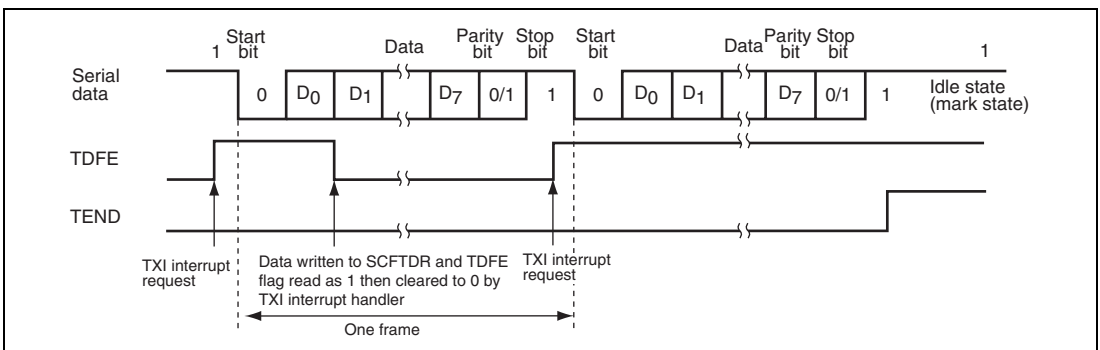 1
Start
bit
Data
Parity
bit
Stop
bit
Start
bit
Data
Parity
bit
Stop
bit
1
Serial
data
0
D0
D1
D7
0/1
1
0
D0
D1
D7
0/1
1
Idle state
(mark state)
TDFE
TEND
TXI interrupt
request
Data written to SCFTDR and TDFE
flag read as 1 then cleared to 0 by
TXI interrupt handler
TXI interrupt
request
One frame